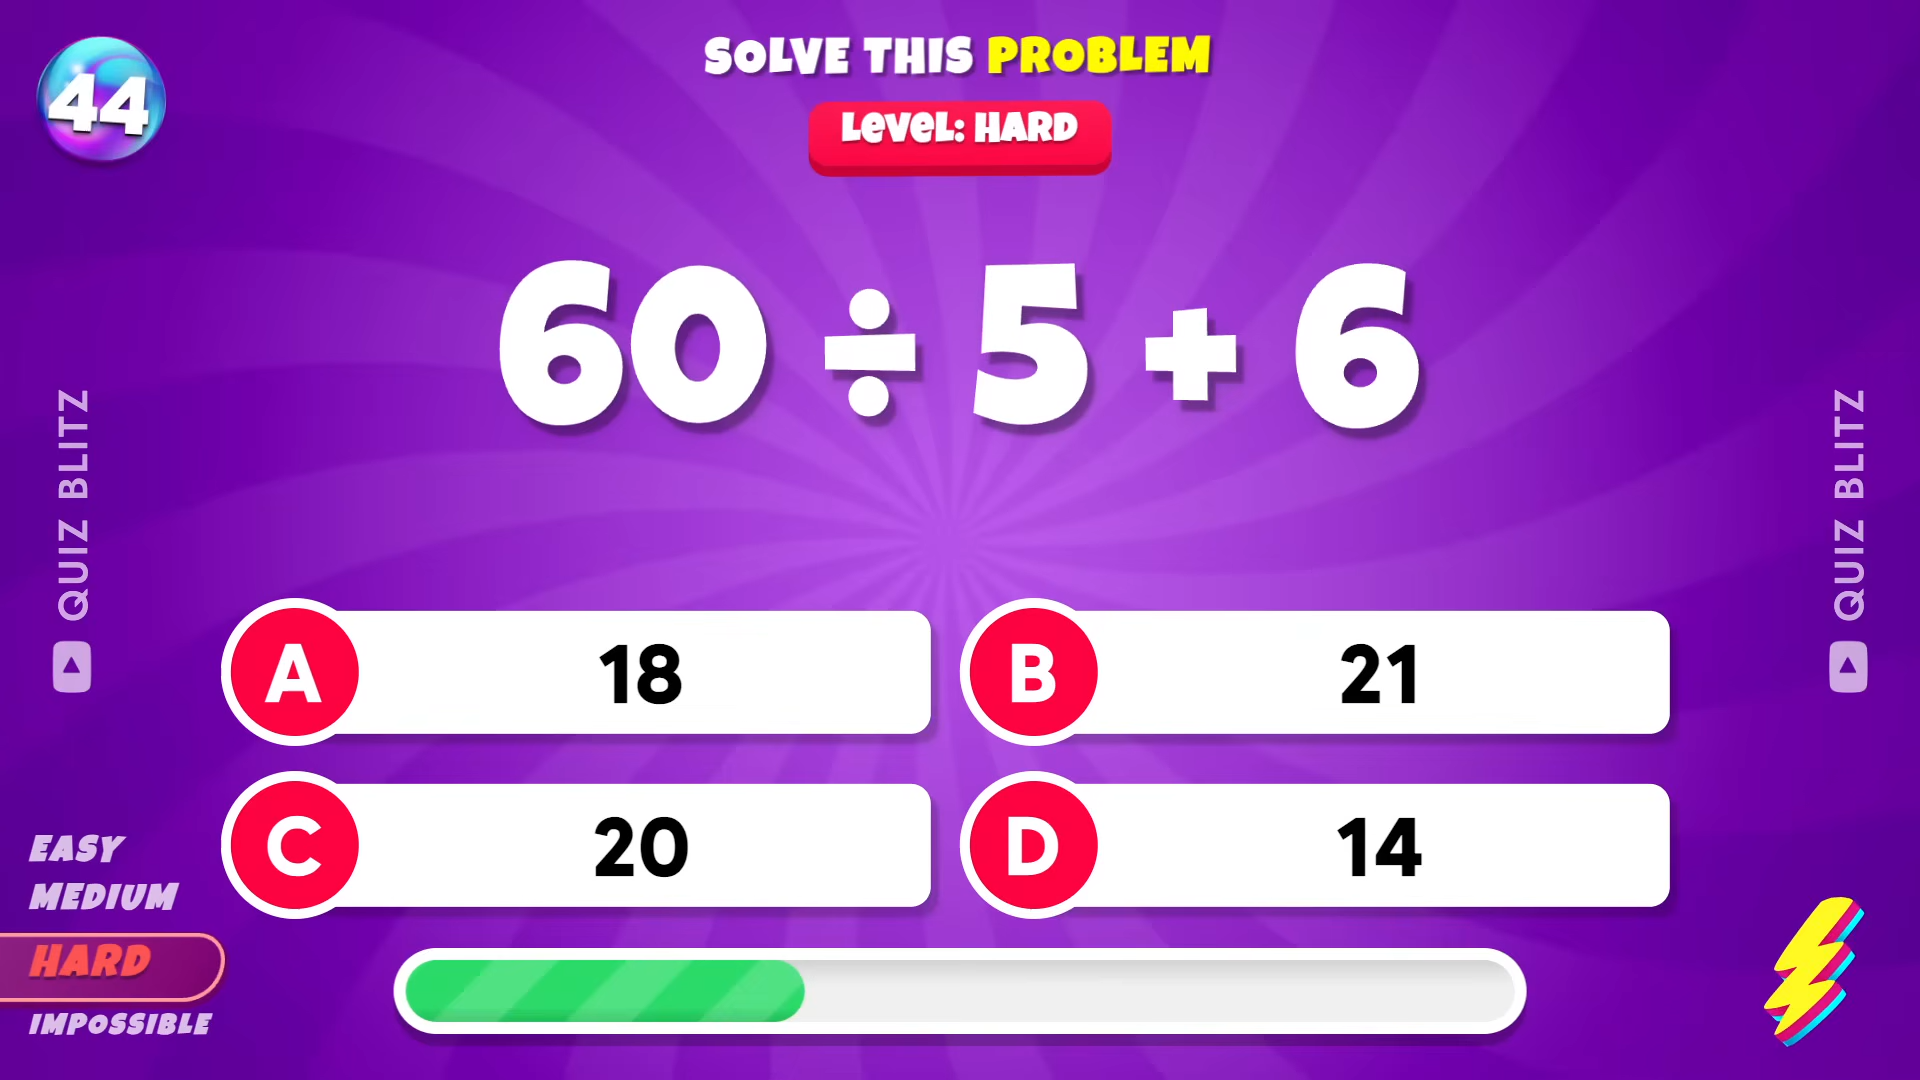 44
SOLVE THIS PROBLEM
LEVEL: HARD
60 ÷ 5 + 6
QUIZ BLITZ
QUIZ BLITZ
A 18
B 21
C 20
D 14
EASY
MEDIUM
HARD
IMPOSSIBLE